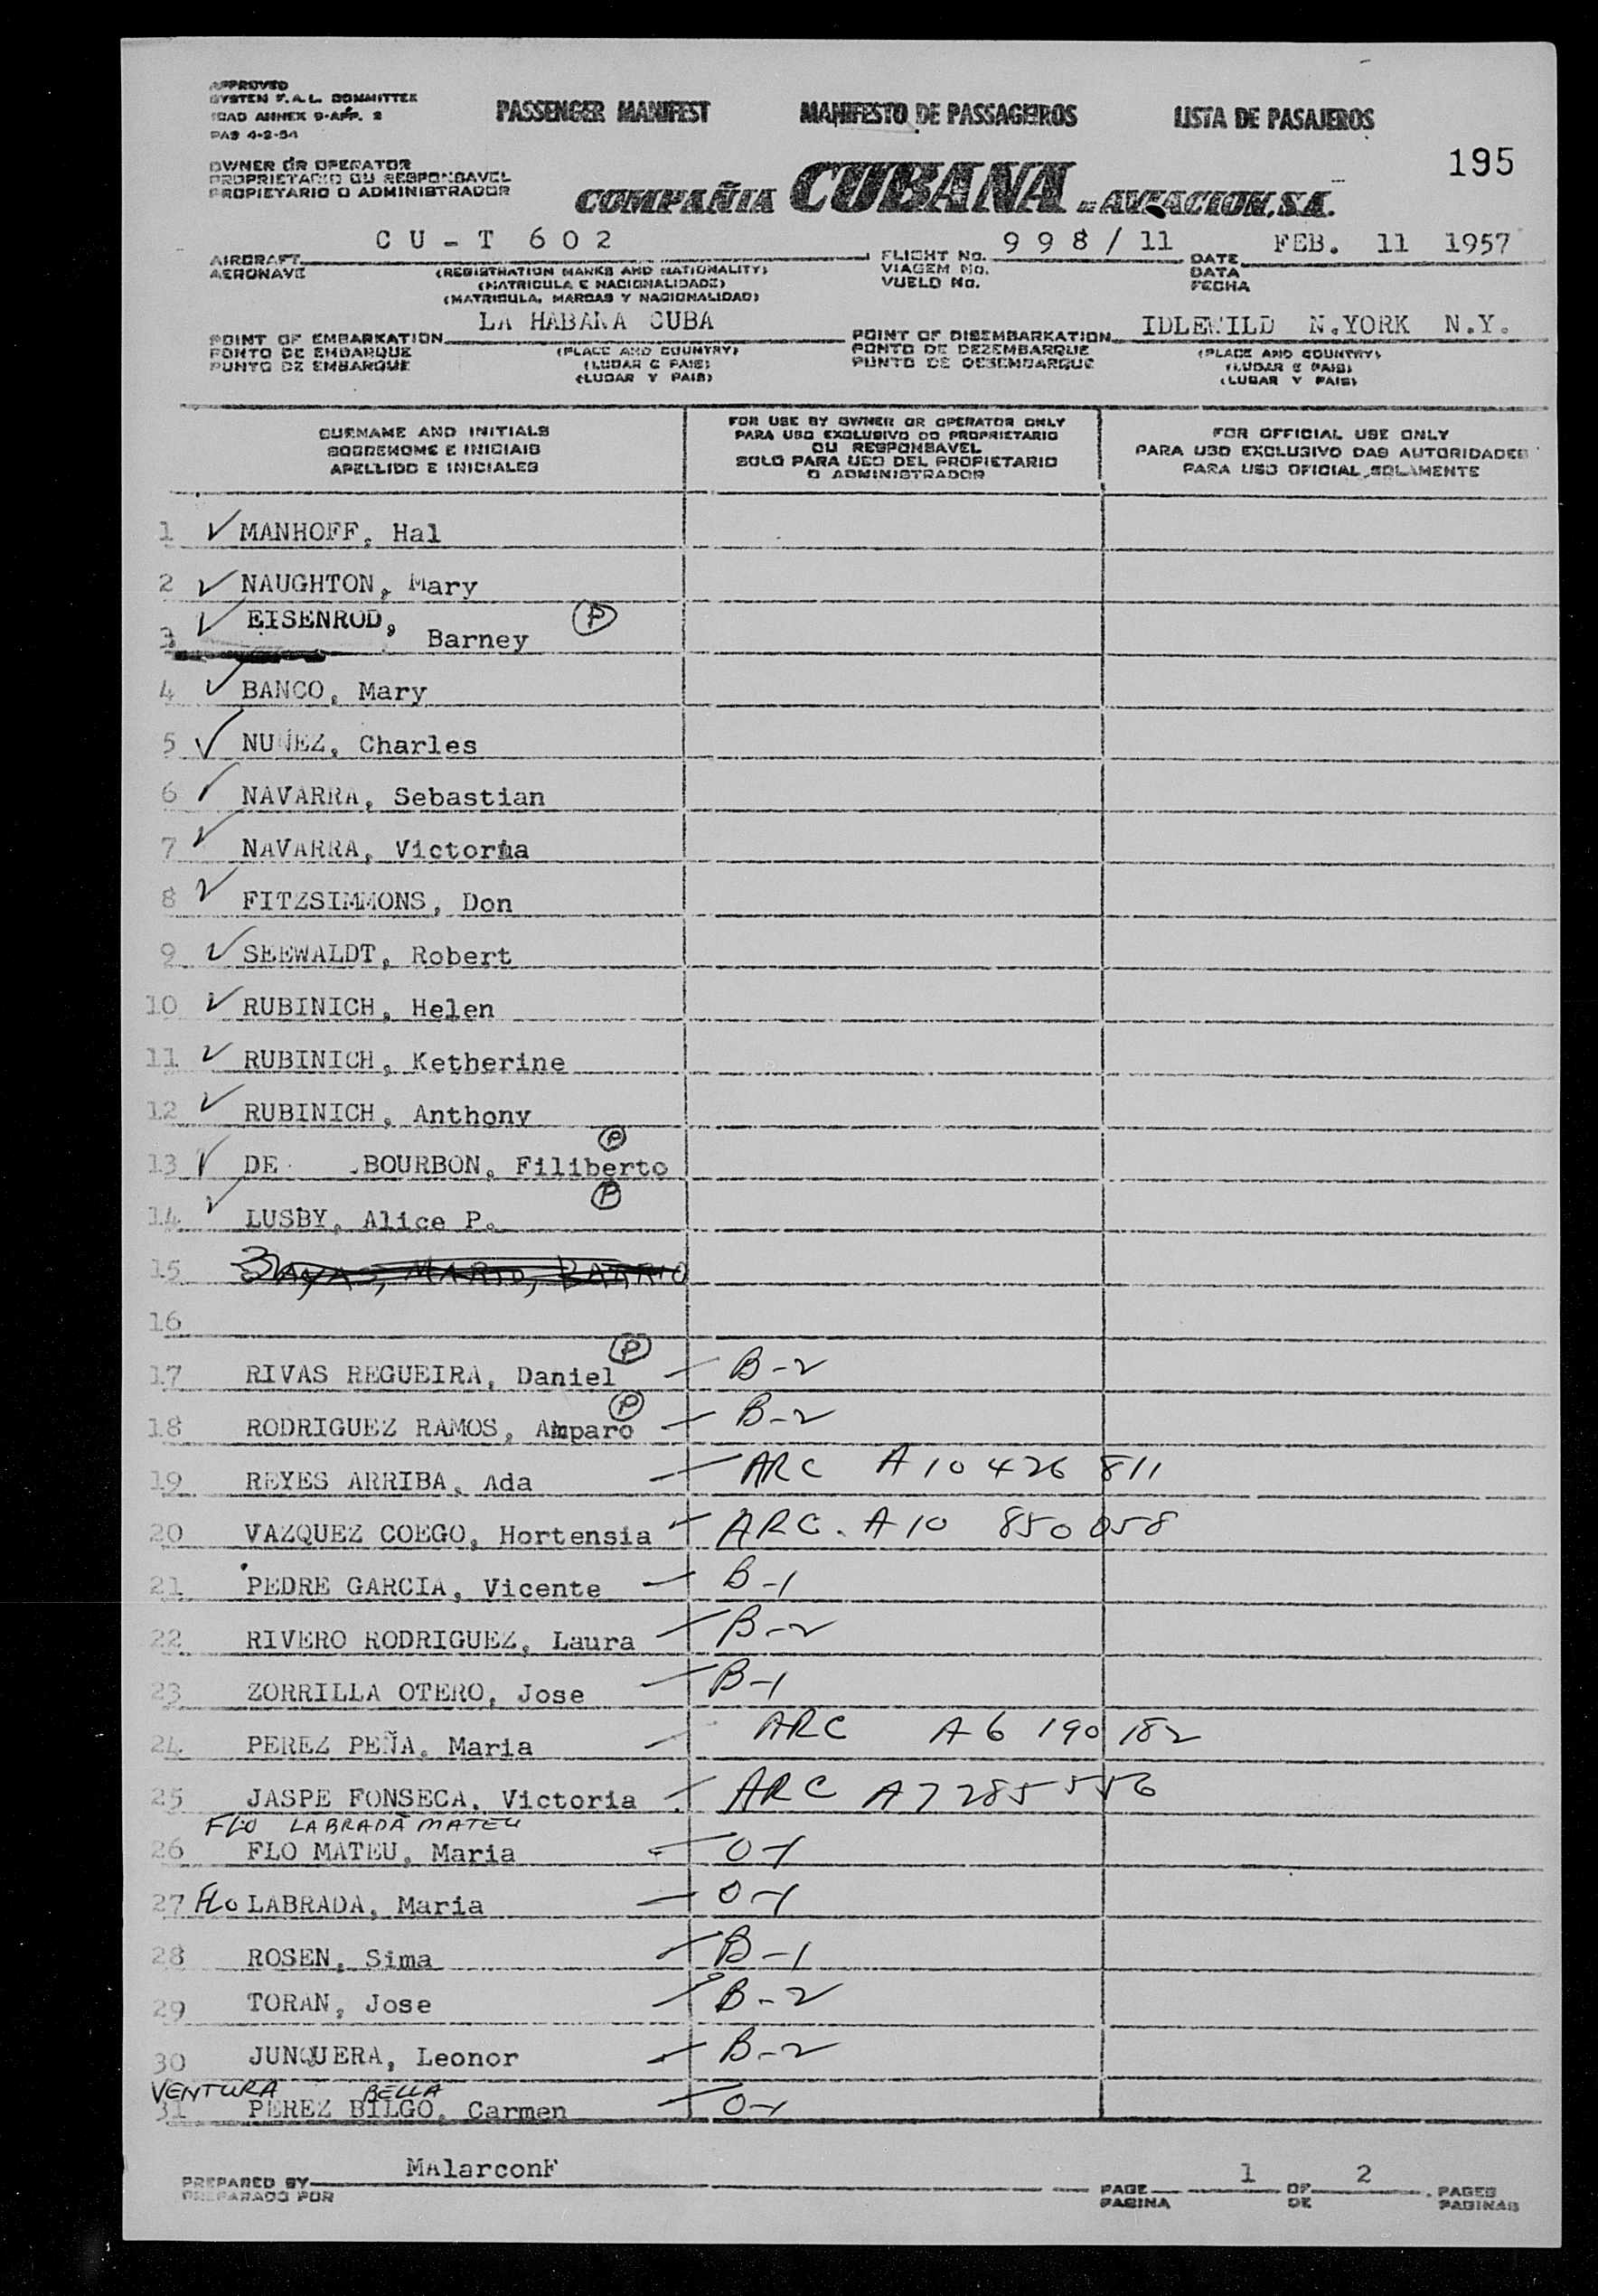 APPROVED
SYSTEM F.A.L. COMMITTEE
ICAO ANNEX 9-APP. 2
PAS 4-2-54
PASSENGER MANIFEST MANIFESTO DE PASSAGEIROS LISTA DE PASAJEROS
195
OWNER OR OPERATOR
PROPRIETARIO OU RESPONSAVEL
PROPIETARIO O ADMINISTRADOR
COMPAÑIA CUBANA DE AVIACION, S.A.
AIRCRAFT CU-T 602 FLIGHT No. 998/11 DATE FEB. 11 1957
AERONAVE (REGISTRATION MARKS AND NATIONALITY) VIAGEM No. DATA
(MATRICULA E NACIONALIDADE) VUELO No. FECHA
(MATRICULA, MARCAS Y NACIONALIDAD)
POINT OF EMBARKATION LA HABANA CUBA POINT OF DISEMBARKATION IDLEWILD N.YORK N.Y.
PONTO DE EMBARQUE (PLACE AND COUNTRY) PONTO DE DEZEMBARQUE (PLACE AND COUNTRY)
PUNTO DE EMBARQUE (LUGAR E PAIS) PUNTO DE DESEMBARQUE (LUGAR E PAIS)
(LUGAR Y PAIS) (LUGAR Y PAIS)
SURNAME AND INITIALS
SOBRENOME E INICIAIS
APELLIDO E INICIALES
FOR USE BY OWNER OR OPERATOR ONLY
PARA USO EXCLUSIVO DO PROPRIETARIO
OU RESPONSAVEL
SOLO PARA USO DEL PROPIETARIO
O ADMINISTRADOR
FOR OFFICIAL USE ONLY
PARA USO EXCLUSIVO DAS AUTORIDADES
PARA USO OFICIAL SOLAMENTE
1 ✓ MANHOFF, Hal
2 ✓ NAUGHTON, Mary
3 ✓ EISENROD, Barney P
4 ✓ BANCO, Mary
5 ✓ NUÑEZ, Charles
6 ✓ NAVARRA, Sebastian
7 ✓ NAVARRA, Victoria
8 ✓ FITZSIMMONS, Don
9 ✓ SEEWALDT, Robert
10 ✓ RUBINICH, Helen
11 ✓ RUBINICH, Ketherine
12 ✓ RUBINICH, Anthony
13 ✓ DE BOURBON, Filiberto P
14 ✓ LUSBY, Alice P. P
15 MARIO,
16
17 RIVAS REGUEIRA, Daniel P — B-2
18 RODRIGUEZ RAMOS, Amparo P — B-2
19 REYES ARRIBA, Ada — ARC A10 426 811
20 VAZQUEZ COEGO, Hortensia — ARC. A10 850 058
21 PEDRE GARCIA, Vicente — B-1
22 RIVERO RODRIGUEZ, Laura — B-2
23 ZORRILLA OTERO, Jose — B-1
24 PEREZ PEÑA, Maria — ARC A6 190 182
25 JASPE FONSECA, Victoria — ARC A7 285 556
FLO LABRADA MATEU
26 FLO MATEU, Maria — O-1
27 FLO LABRADA, Maria — O-1
28 ROSEN, Sima — B-1
29 TORAN, Jose — B-2
30 JUNQUERA, Leonor — B-2
VENTURA BELLA
31 PEREZ BILGO, Carmen — O-1
PREPARED BY MAlarconF PAGE 1 OF 2 PAGES
PREPARADO POR PAGINA DE PAGINAS